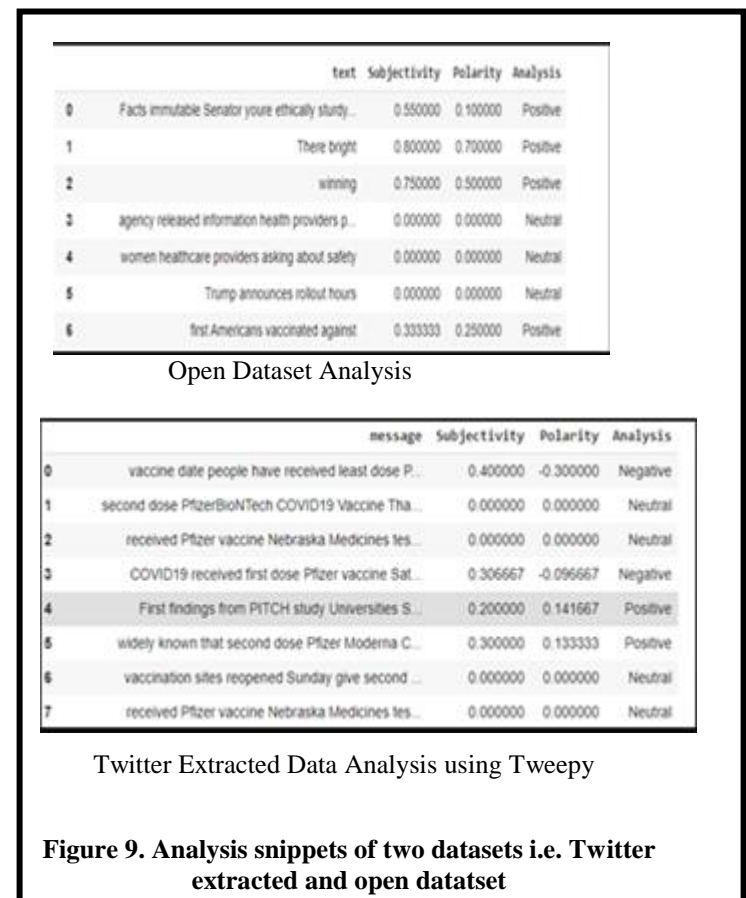 text Subjectivity Polarity Analysis
0 Facts immutable Senator youre ethically sturdy... 0.550000 0.100000 Positive
1 There bright 0.800000 0.700000 Positive
2 winning 0.750000 0.500000 Positive
3 agency released information health providers p... 0.000000 0.000000 Neutral
4 women healthcare providers asking about safety 0.000000 0.000000 Neutral
5 Trump announces rollout hours 0.000000 0.000000 Neutral
6 first Americans vaccinated against 0.333333 0.250000 Positive
Open Dataset Analysis
message Subjectivity Polarity Analysis
0 vaccine date people have received least dose P... 0.400000 -0.300000 Negative
1 second dose PfizerBioNTech COVID19 Vaccine Tha... 0.000000 0.000000 Neutral
2 received Pfizer vaccine Nebraska Medicines tes... 0.000000 0.000000 Neutral
3 COVID19 received first dose Pfizer vaccine Sat... 0.306667 -0.096667 Negative
4 First findings from PITCH study Universities S... 0.200000 0.141667 Positive
5 widely known that second dose Pfizer Moderna C... 0.300000 0.133333 Positive
6 vaccination sites reopened Sunday give second ... 0.000000 0.000000 Neutral
7 received Pfizer vaccine Nebraska Medicines tes... 0.000000 0.000000 Neutral
Twitter Extracted Data Analysis using Tweepy
Figure 9. Analysis snippets of two datasets i.e. Twitter
extracted and open datatset